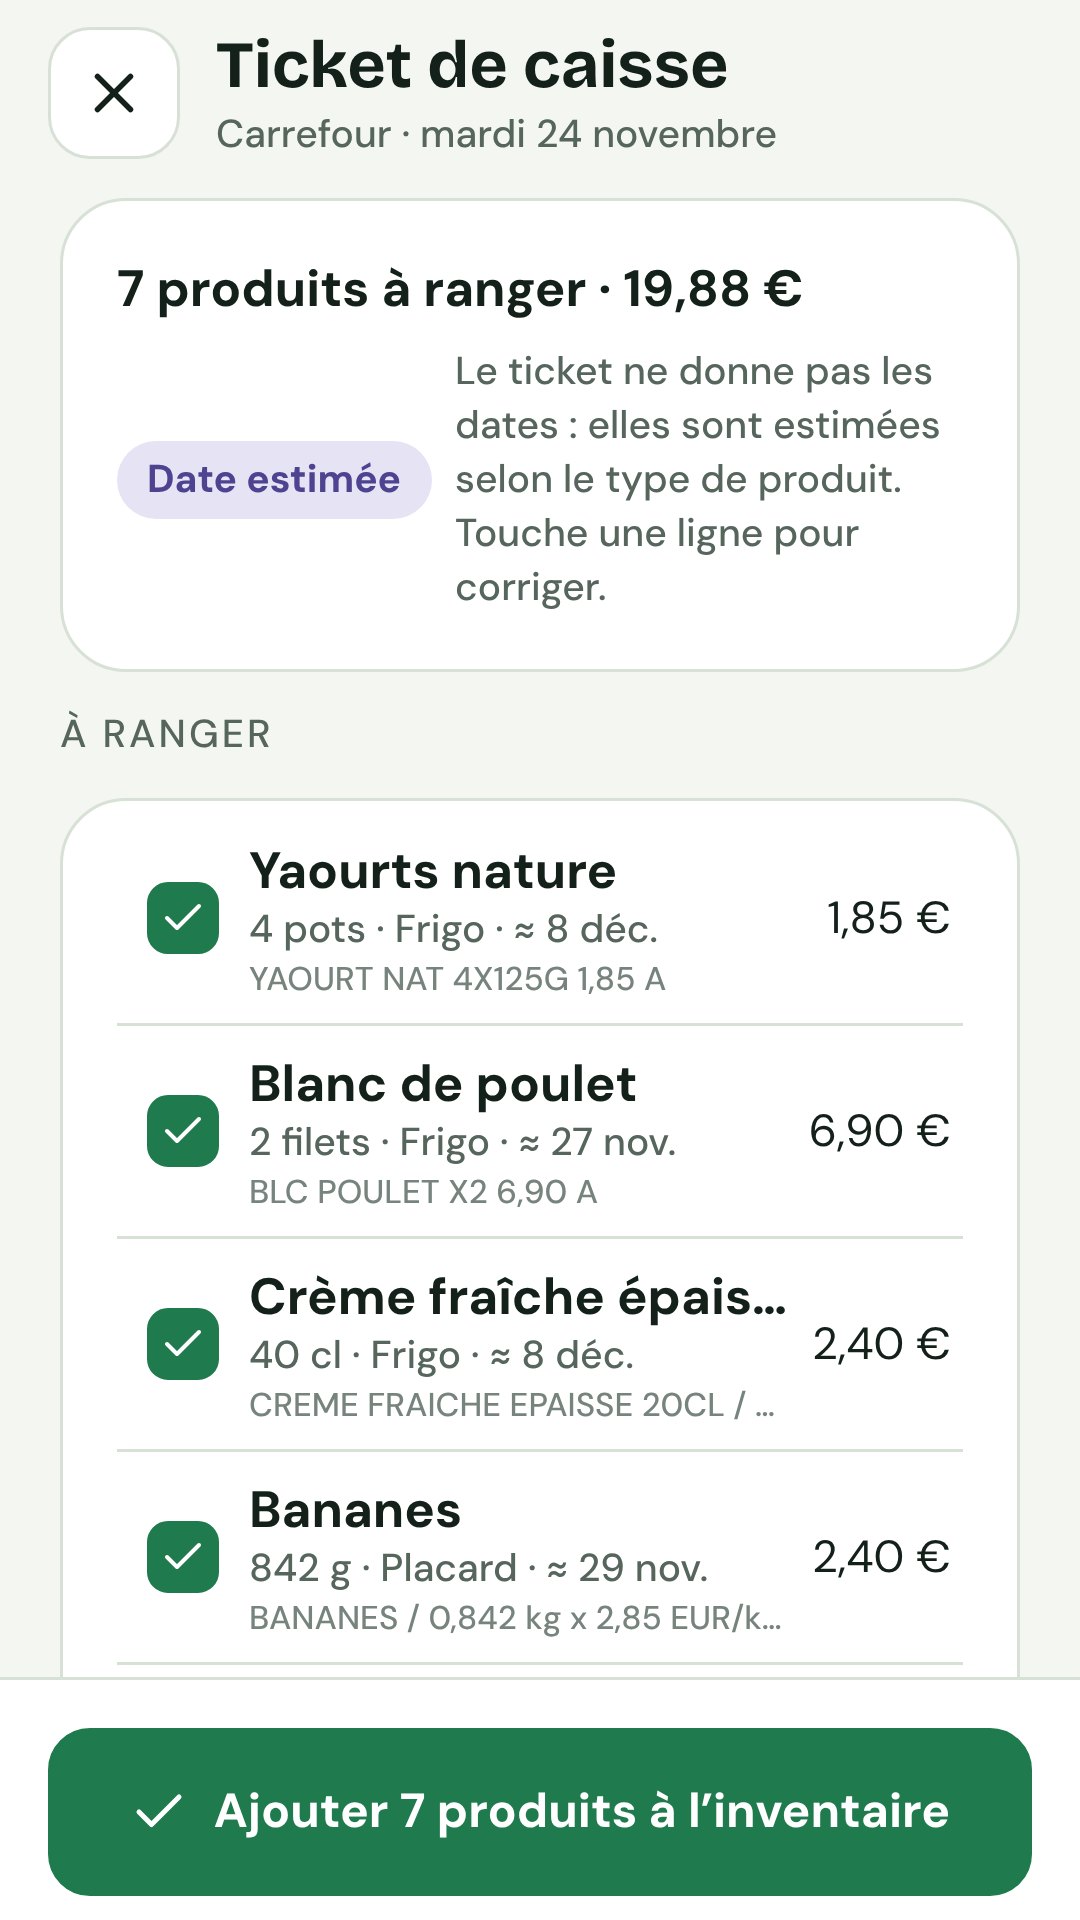 Ticket de caisse
Carrefour · mardi 24 novembre
7 produits à ranger · 19,88 €
Date estimée
Le ticket ne donne pas les
dates : elles sont estimées
selon le type de produit.
Touche une ligne pour
corriger.
À RANGER
Yaourts nature
4 pots · Frigo · ≈ 8 déc.
YAOURT NAT 4X125G 1,85 A
1,85 €
Blanc de poulet
2 filets · Frigo · ≈ 27 nov.
BLC POULET X2 6,90 A
6,90 €
Crème fraîche épais...
40 cl · Frigo · ≈ 8 déc.
CREME FRAICHE EPAISSE 20CL / ...
2,40 €
Bananes
842 g · Placard · ≈ 29 nov.
BANANES / 0,842 kg x 2,85 EUR/k...
2,40 €
Ajouter 7 produits à l’inventaire